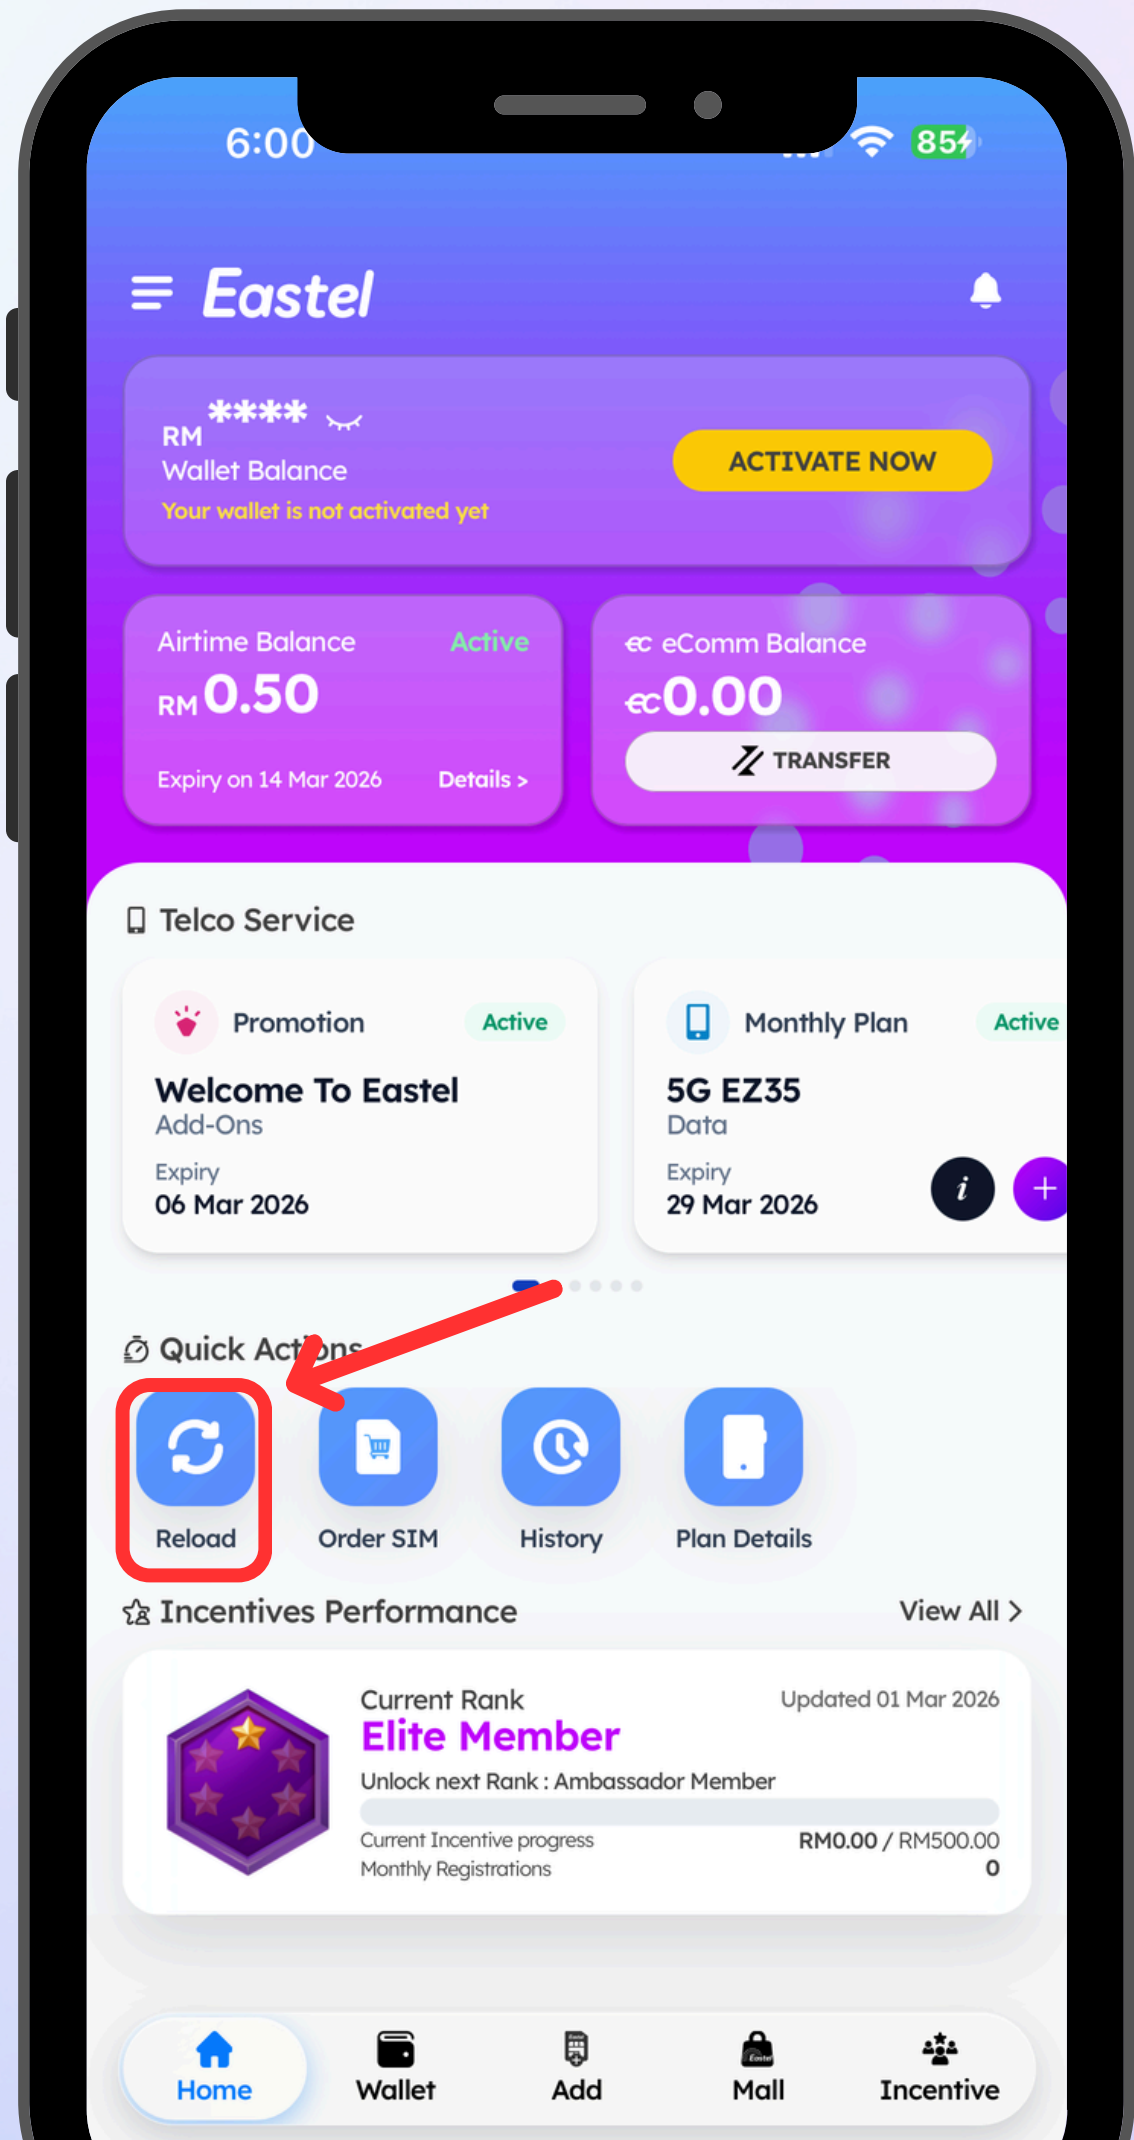 6:00
85
Eastel
RM ****
Wallet Balance
Your wallet is not activated yet
ACTIVATE NOW
Airtime Balance
Active
RM 0.50
Expiry on 14 Mar 2026
Details >
eC eComm Balance
eC 0.00
TRANSFER
Telco Service
Promotion
Active
Welcome To Eastel
Add-Ons
Expiry
06 Mar 2026
Monthly Plan
Active
5G EZ35
Data
Expiry
29 Mar 2026
i
+
Quick Actions
Reload
Order SIM
History
Plan Details
Incentives Performance
View All >
Current Rank
Updated 01 Mar 2026
Elite Member
Unlock next Rank : Ambassador Member
Current Incentive progress
RM0.00 / RM500.00
Monthly Registrations
0
Home
Wallet
Add
Mall
Incentive